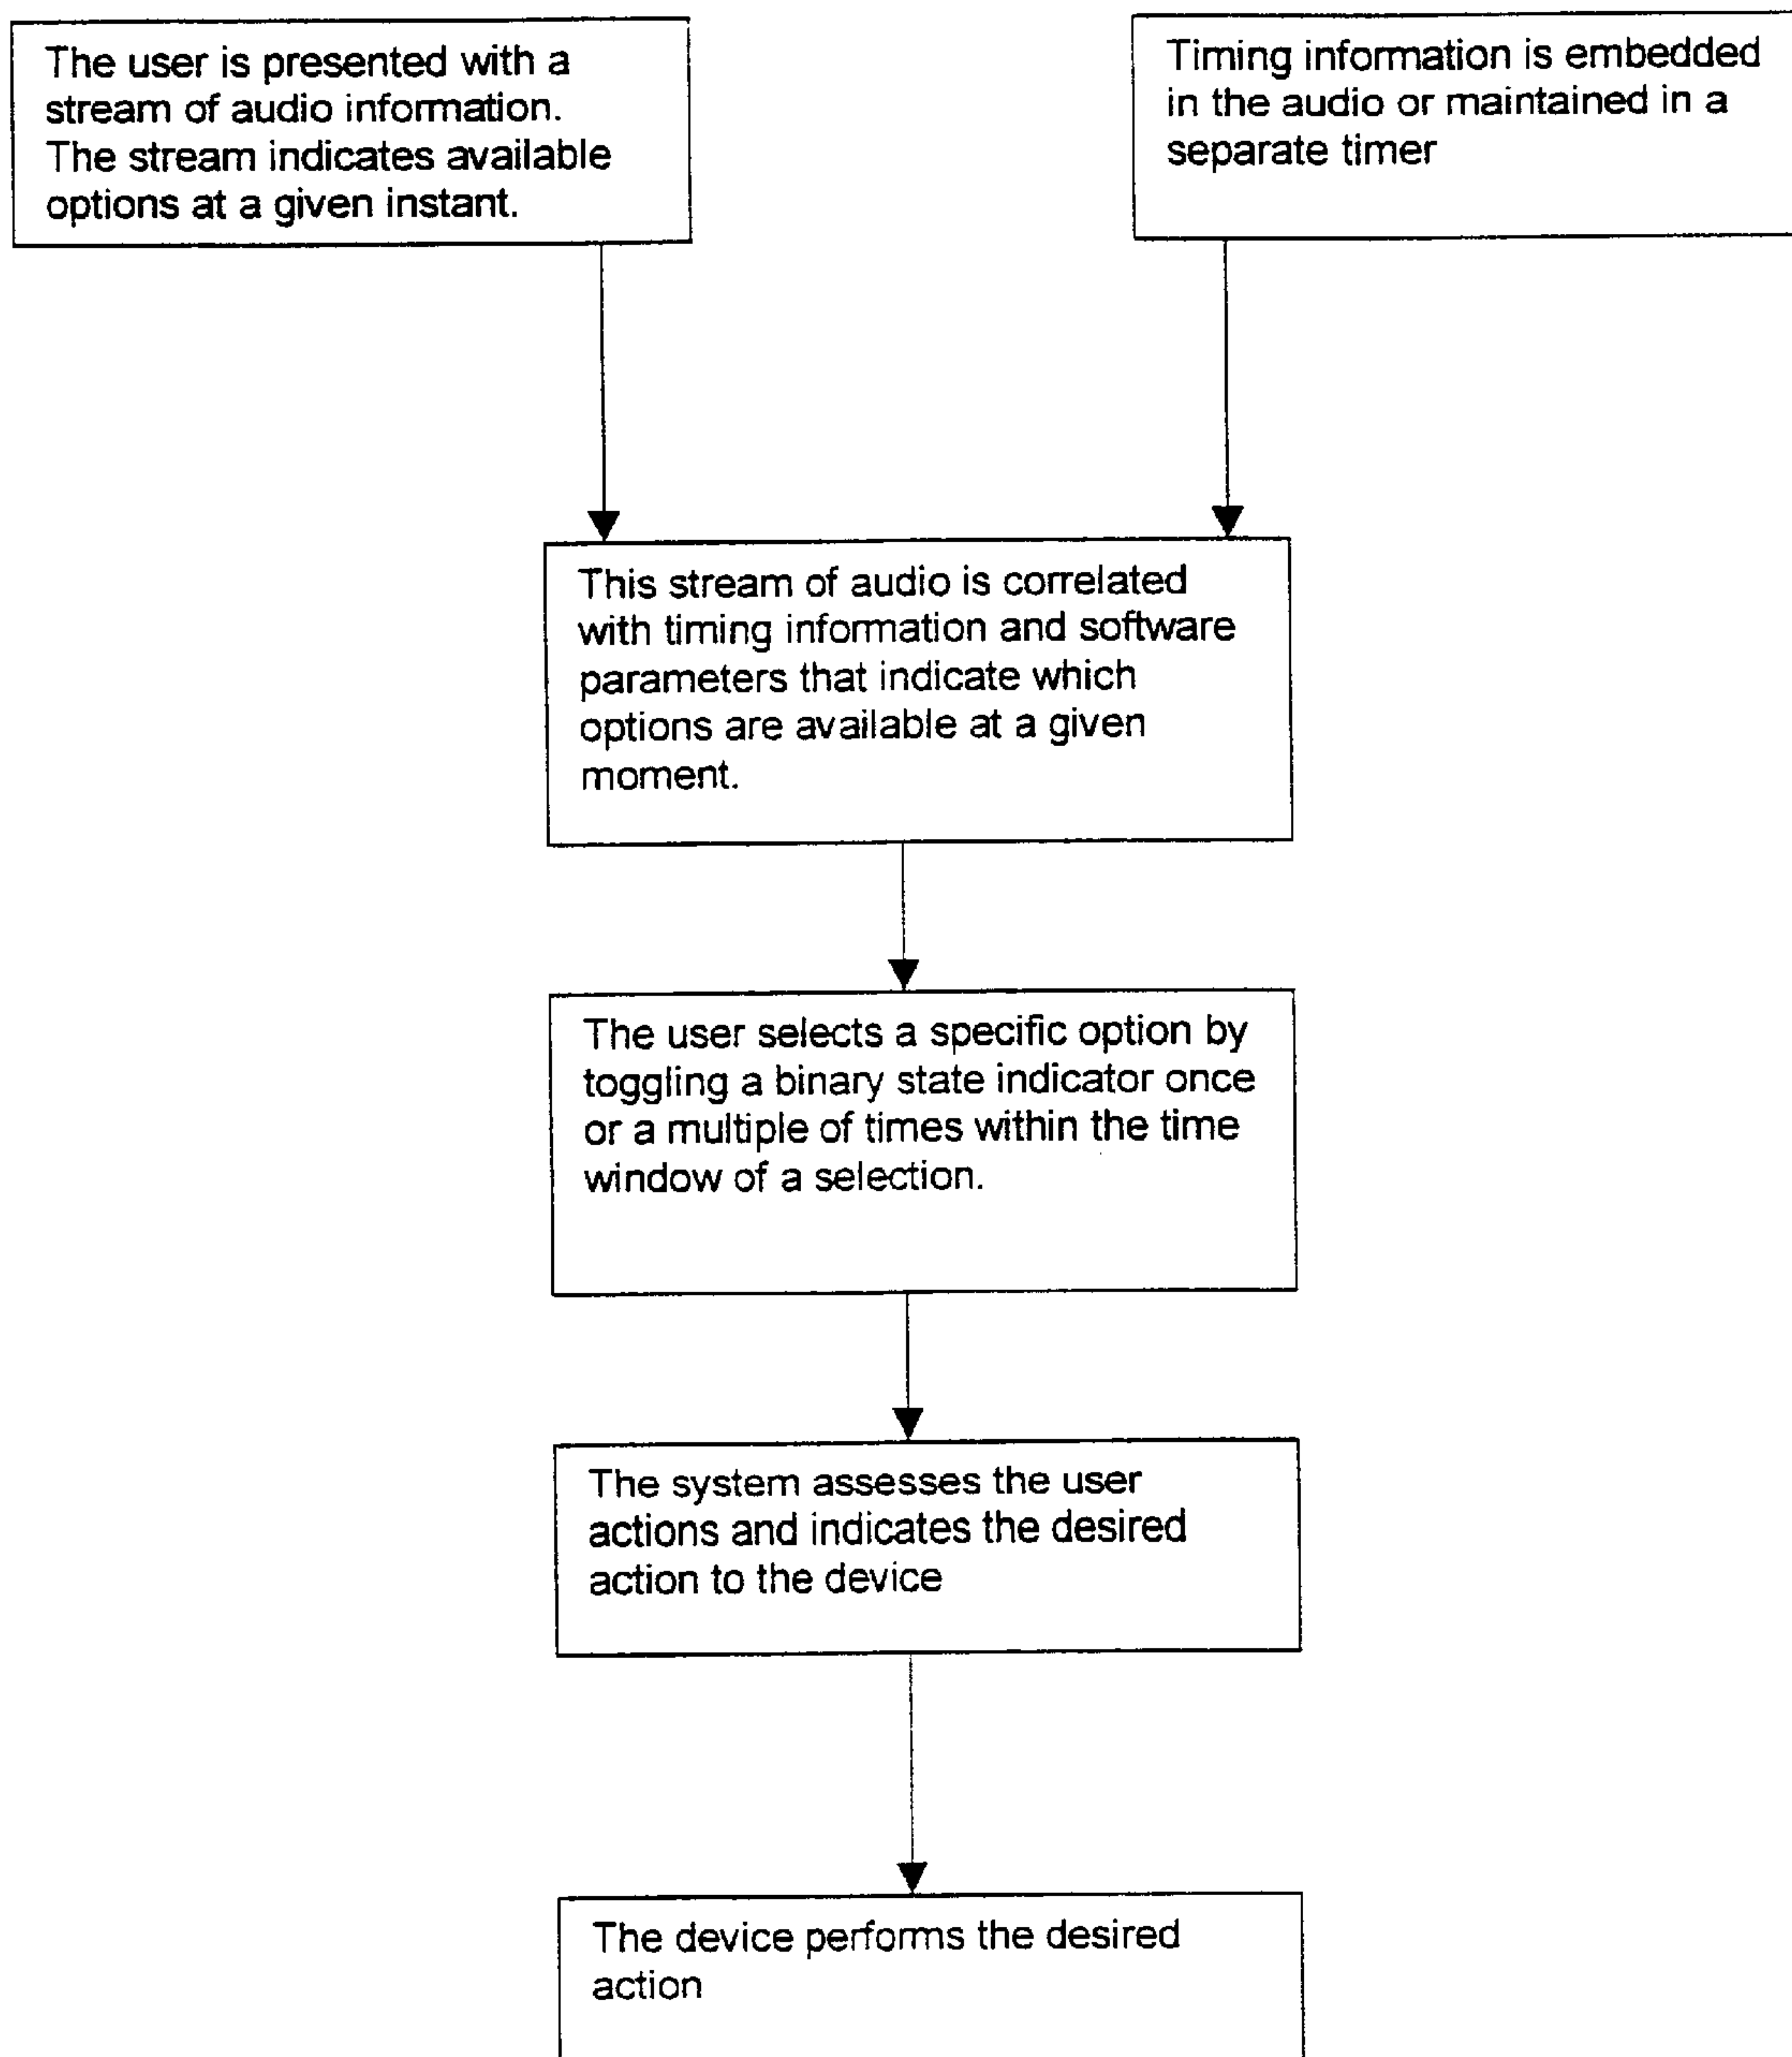 The user is presented with a
stream of audio information.
The stream indicates available
options at a given instant.
Timing information is embedded
in the audio or maintained in a
separate timer
This stream of audio is correlated
with timing information and software
parameters that indicate which
options are available at a given
moment.
The user selects a specific option by
toggling a binary state indicator once
or a multiple of times within the time
window of a selection.
The system assesses the user
actions and indicates the desired
action to the device
The device performs the desired
action